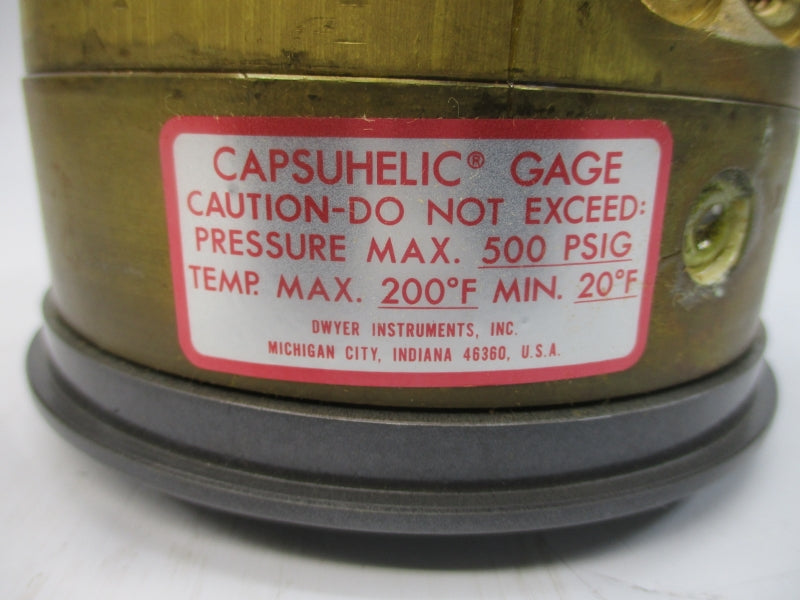 CAPSUHELIC® GAGE
CAUTION-DO NOT EXCEED:
PRESSURE MAX. 500 PSIG
TEMP. MAX. 200°F MIN. 20°F
DWYER INSTRUMENTS, INC.
MICHIGAN CITY, INDIANA 46360, U.S.A.